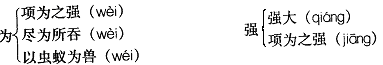 为
项为之强（wèi）
尽为所吞（wèi）
以虫蚁为兽（wéi）
强
强大（qiáng）
项为之强（jiāng）